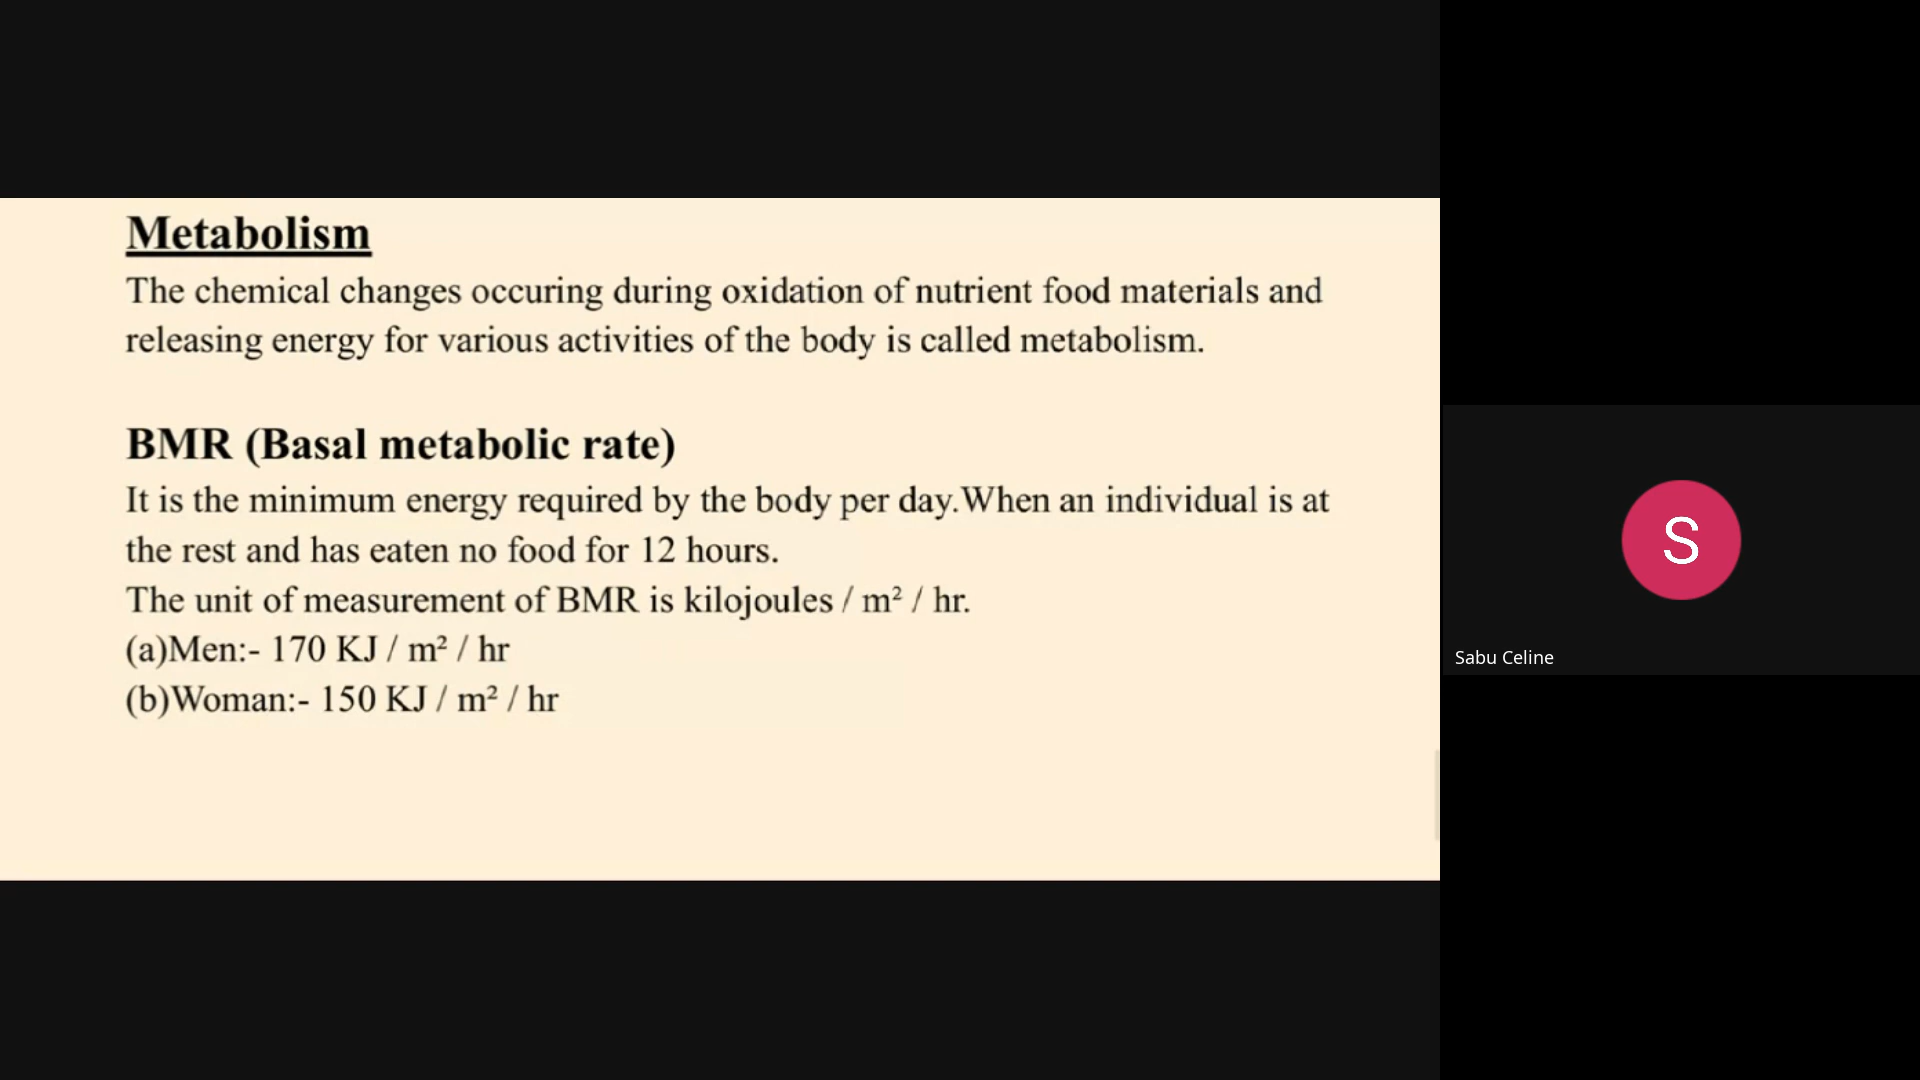 Metabolism
The chemical changes occuring during oxidation of nutrient food materials and
releasing energy for various activities of the body is called metabolism.
BMR (Basal metabolic rate)
It is the minimum energy required by the body per day.When an individual is at
the rest and has eaten no food for 12 hours.
The unit of measurement of BMR is kilojoules / m² / hr.
(a)Men:- 170 KJ / m² / hr
(b)Woman:- 150 KJ / m² / hr
S
Sabu Celine